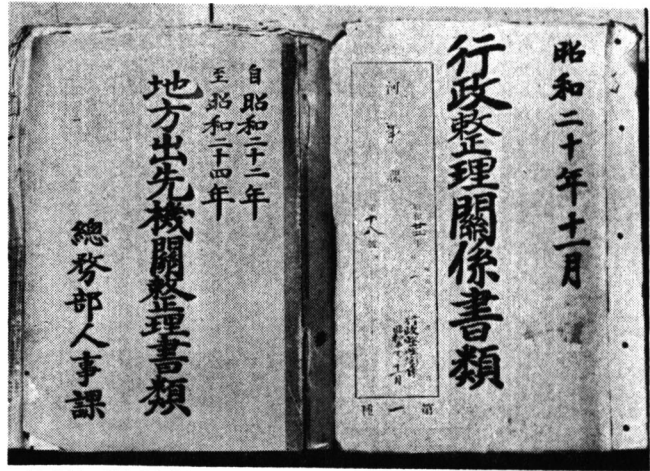 昭和二十年十一月
行政整理關係書類
第一種
自昭和二十二年
至昭和二十四年
地方出先機關整理書類
總務部人事課